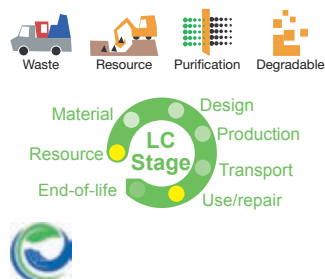 Waste Resource Purification Degradable
Material Design
LC
Stage
Production
Resource
Transport
End-of-life
Use/repair